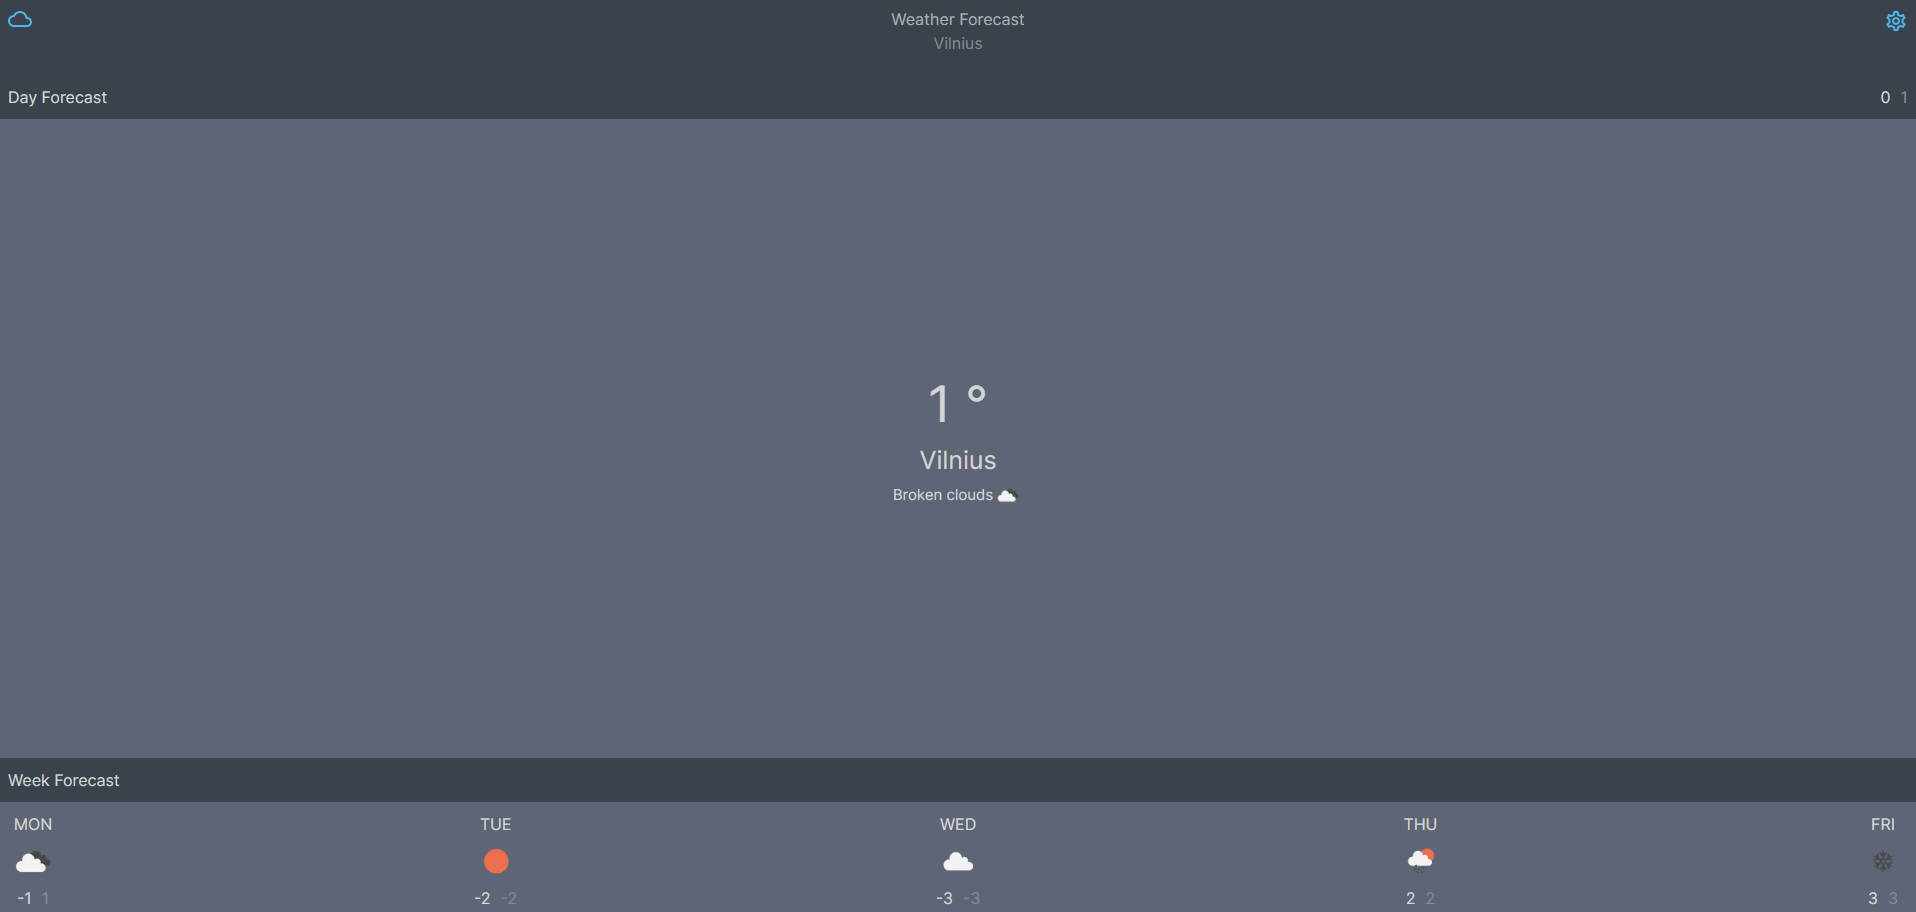 Weather Forecast
Vilnius
Day Forecast 0 1
1 °
Vilnius
Broken clouds
Week Forecast
MON TUE WED THU FRI
-1 1 -2 -2 -3 -3 2 2 3 3